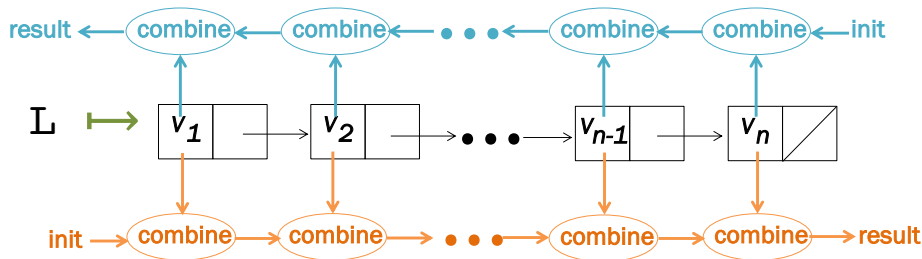 result combine combine ••• combine combine init
L v1 v2 ••• vn-1 vn
init combine combine ••• combine combine result